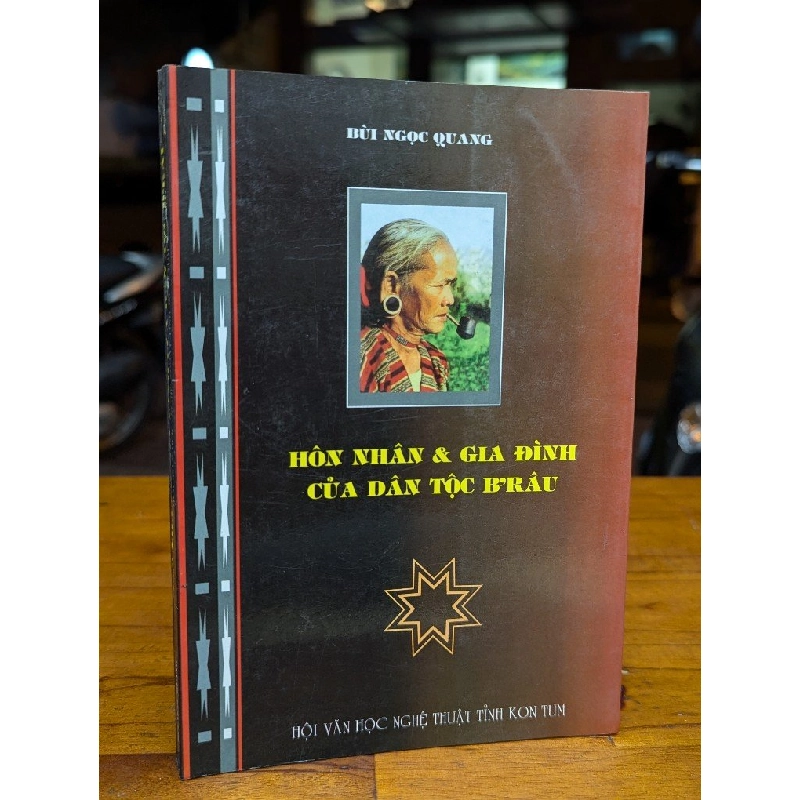 BÙI NGỌC QUANG
HÔN NHÂN & GIA ĐÌNH
CỦA DÂN TỘC B'RÂU
HỘI VĂN HỌC NGHỆ THUẬT TỈNH KON TUM